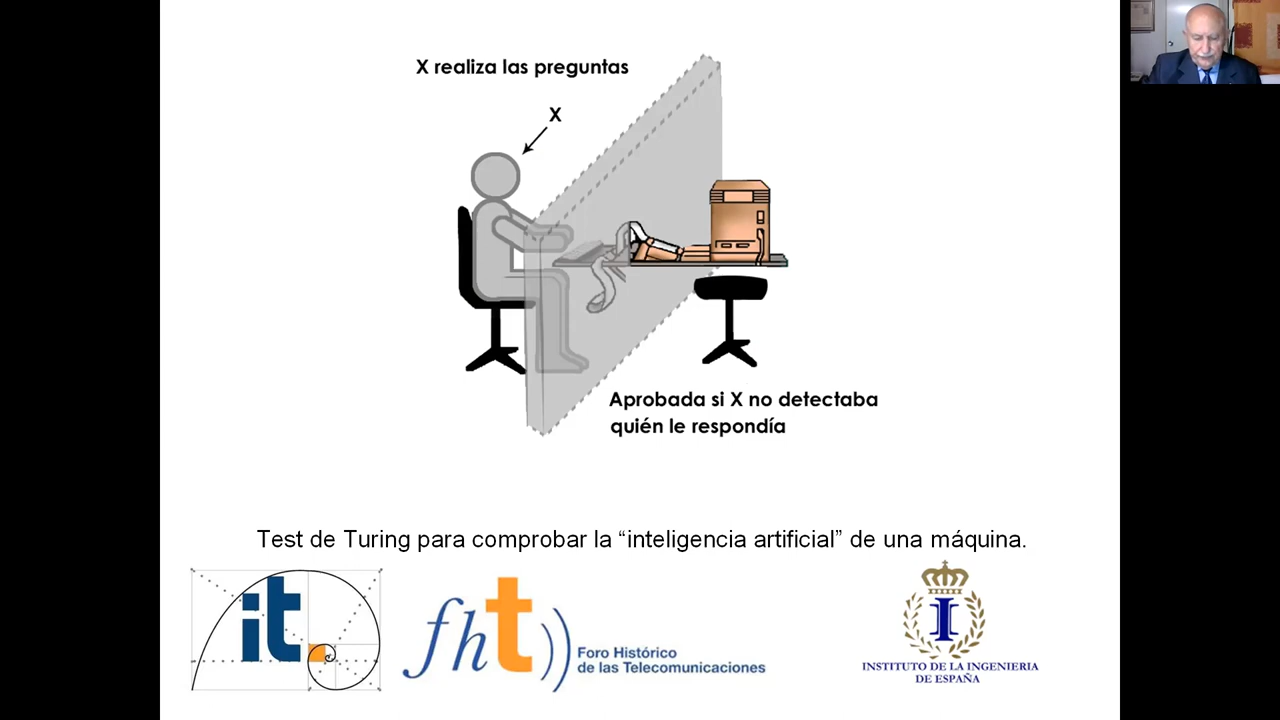 X realiza las preguntas
X
Aprobada si X no detectaba
quién le respondía
Test de Turing para comprobar la “inteligencia artificial” de una máquina.
it
fht
Foro Histórico
de las Telecomunicaciones
I
INSTITUTO DE LA INGENIERIA
DE ESPAÑA